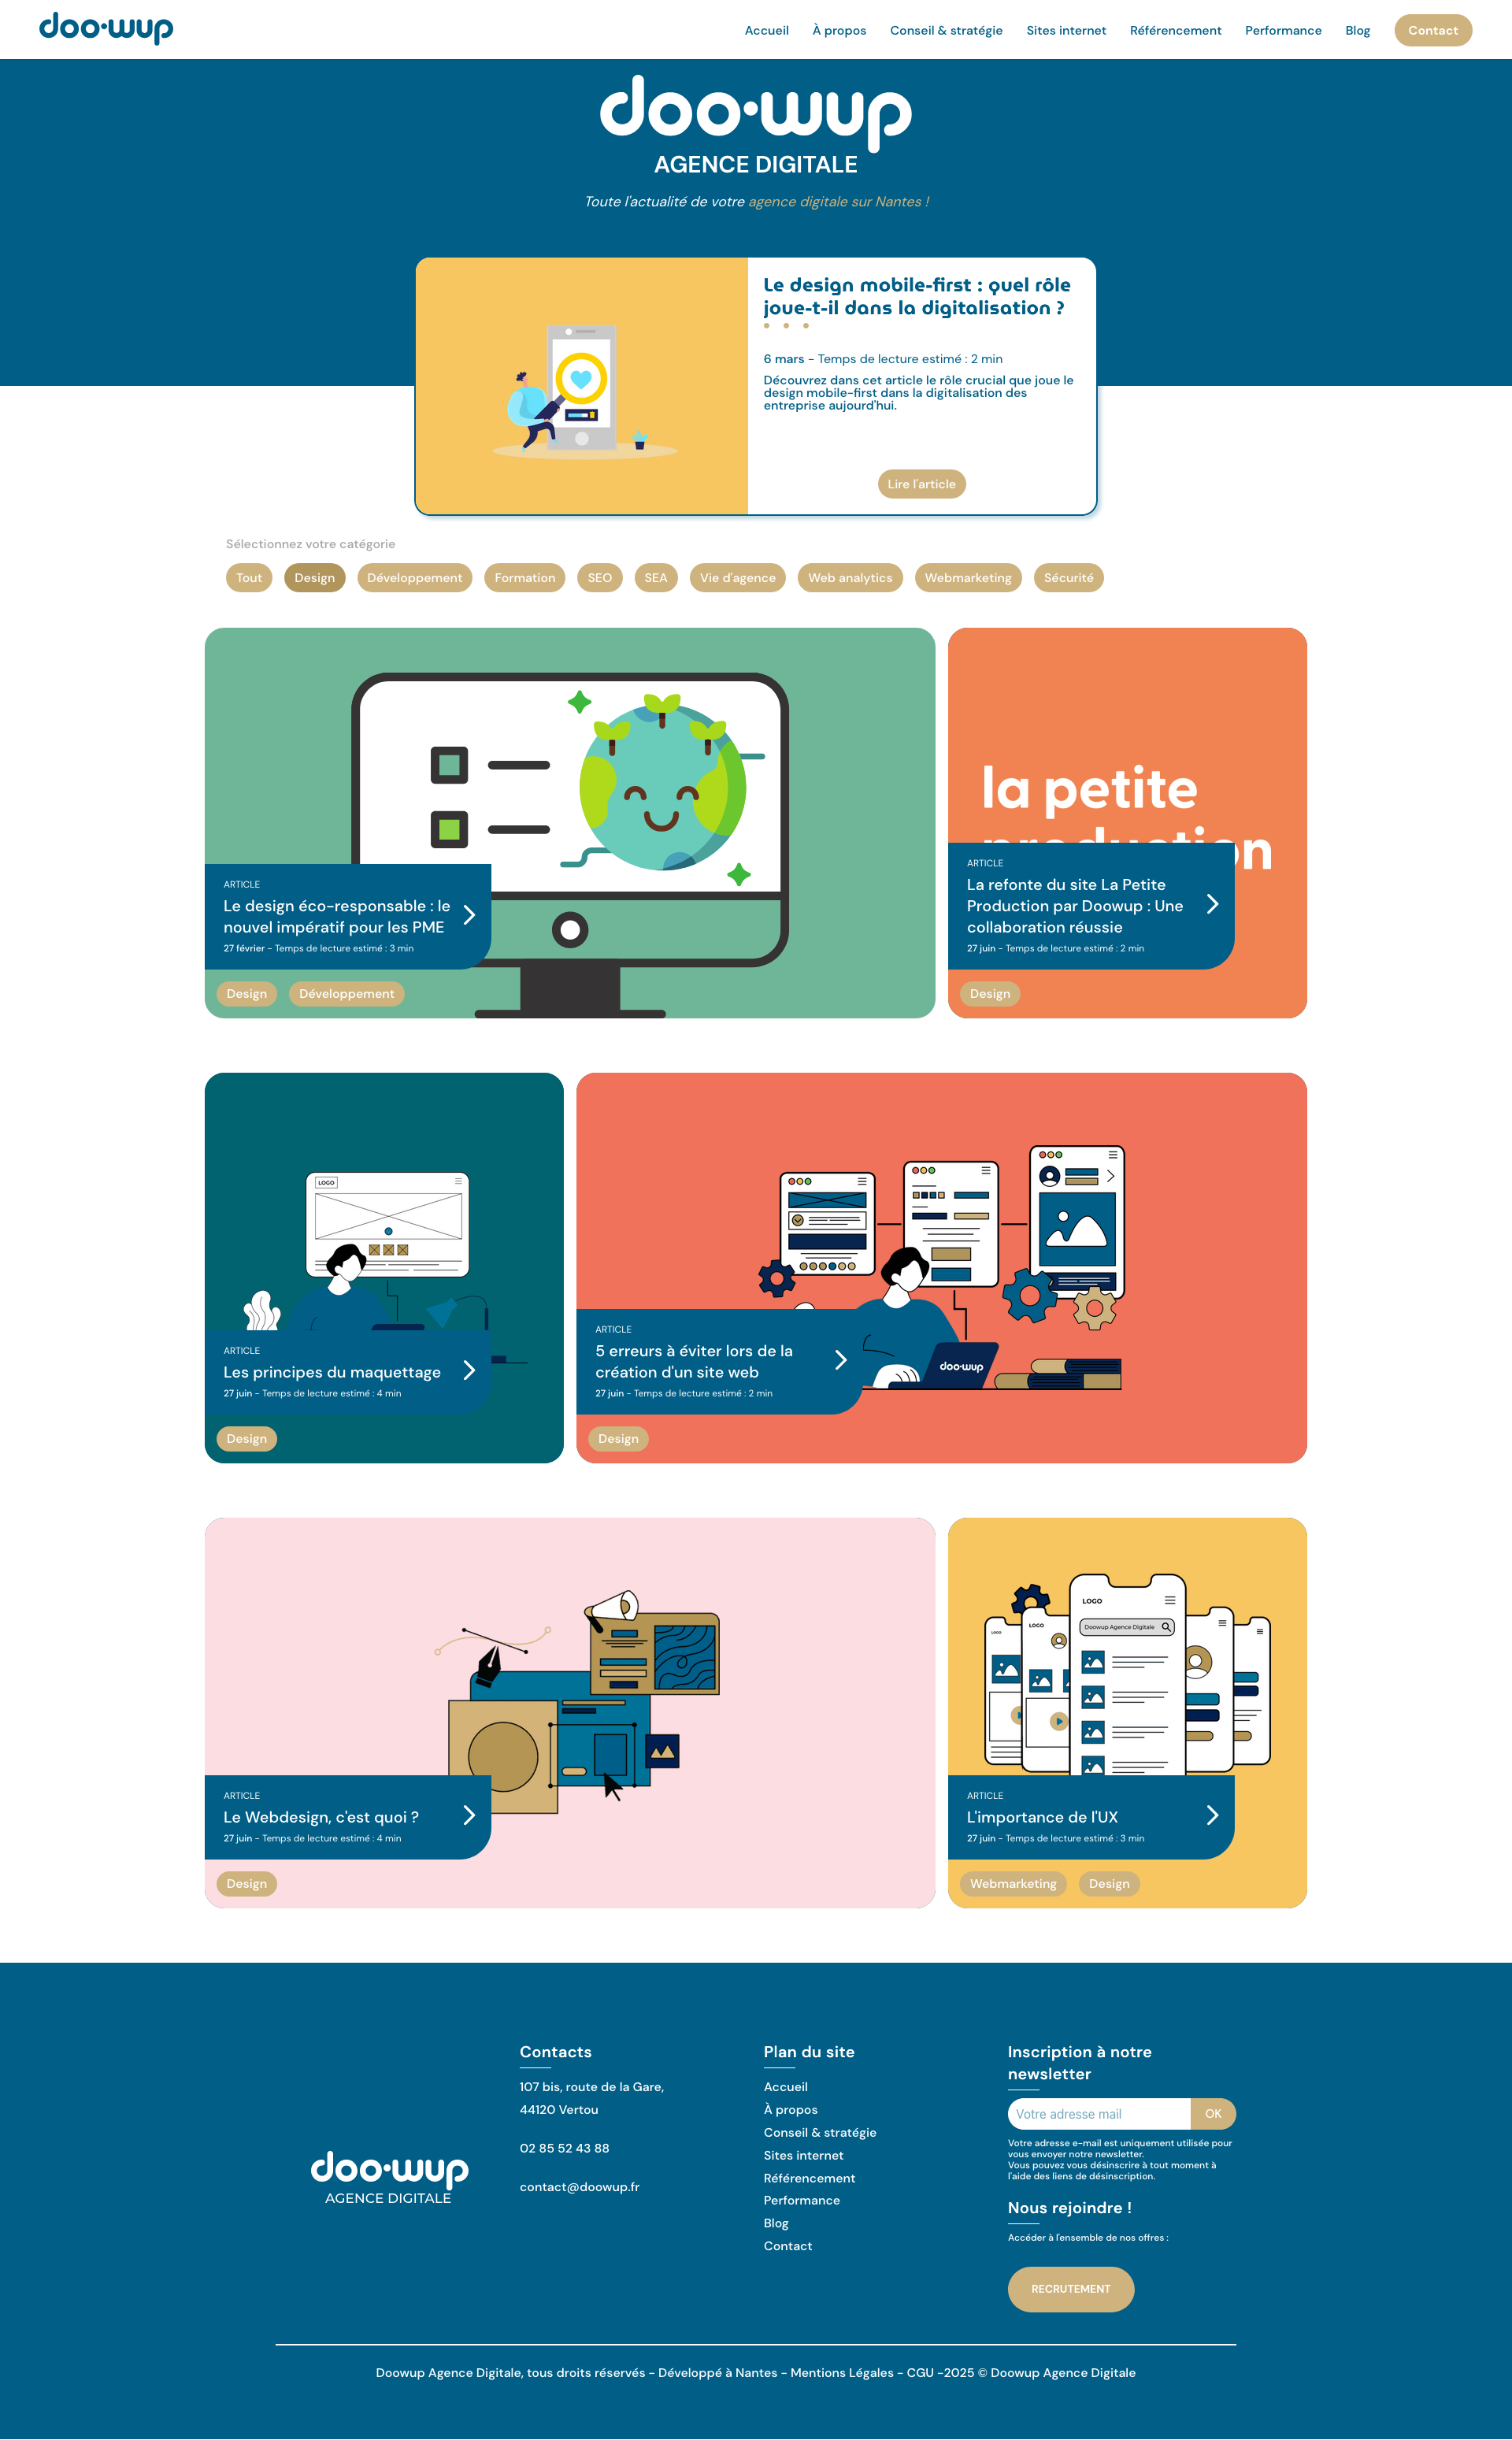 doo·wup
Accueil
À propos
Conseil & stratégie
Sites internet
Référencement
Performance
Blog
Contact
doo·wup
AGENCE DIGITALE
Toute l'actualité de votre agence digitale sur Nantes !
Le design mobile-first : quel rôle
joue-t-il dans la digitalisation ?
6 mars - Temps de lecture estimé : 2 min
Découvrez dans cet article le rôle crucial que joue le
design mobile-first dans la digitalisation des
entreprise aujourd'hui.
Lire l'article
Sélectionnez votre catégorie
Tout
Design
Développement
Formation
SEO
SEA
Vie d'agence
Web analytics
Webmarketing
Sécurité
ARTICLE
Le design éco-responsable : le
nouvel impératif pour les PME
27 février - Temps de lecture estimé : 3 min
Design
Développement
la petite
production
ARTICLE
La refonte du site La Petite
Production par Doowup : Une
collaboration réussie
27 juin - Temps de lecture estimé : 2 min
Design
LOGO
ARTICLE
Les principes du maquettage
27 juin - Temps de lecture estimé : 4 min
Design
doo·wup
ARTICLE
5 erreurs à éviter lors de la
création d'un site web
27 juin - Temps de lecture estimé : 2 min
Design
ARTICLE
Le Webdesign, c'est quoi ?
27 juin - Temps de lecture estimé : 4 min
Design
LOGO
LOGO
LOGO
Doowup Agence Digitale
ARTICLE
L'importance de l'UX
27 juin - Temps de lecture estimé : 3 min
Webmarketing
Design
doo·wup
AGENCE DIGITALE
Contacts
107 bis, route de la Gare,
44120 Vertou
02 85 52 43 88
contact@doowup.fr
Plan du site
Accueil
À propos
Conseil & stratégie
Sites internet
Référencement
Performance
Blog
Contact
Inscription à notre
newsletter
Votre adresse mail
OK
Votre adresse e-mail est uniquement utilisée pour
vous envoyer notre newsletter.
Vous pouvez vous désinscrire à tout moment à
l'aide des liens de désinscription.
Nous rejoindre !
Accéder à l'ensemble de nos offres :
RECRUTEMENT
Doowup Agence Digitale, tous droits réservés - Développé à Nantes - Mentions Légales - CGU -2025 © Doowup Agence Digitale